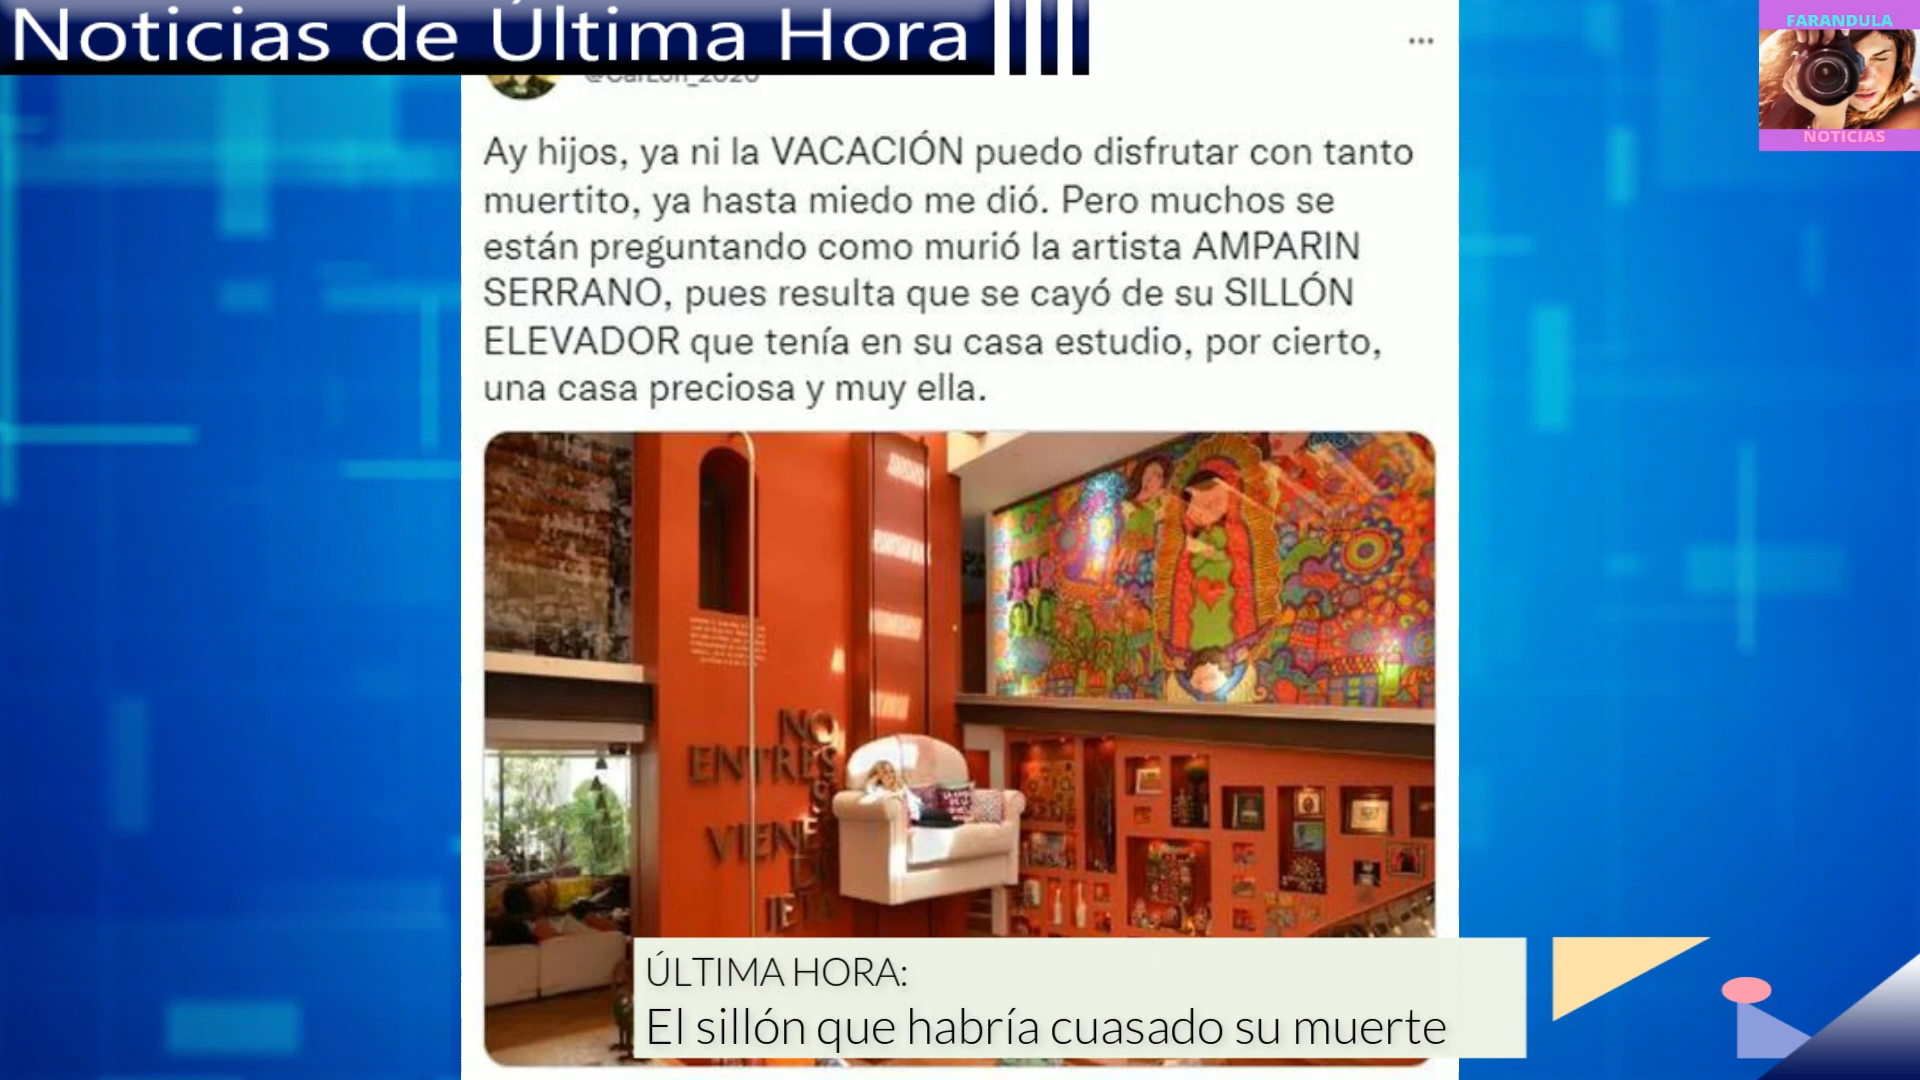 Noticias de Última Hora
FARANDULA
NOTICIAS
Ay hijos, ya ni la VACACIÓN puedo disfrutar con tanto
muertito, ya hasta miedo me dió. Pero muchos se
están preguntando como murió la artista AMPARIN
SERRANO, pues resulta que se cayó de su SILLÓN
ELEVADOR que tenía en su casa estudio, por cierto,
una casa preciosa y muy ella.
NO
ENTRES
VIENE
ÚLTIMA HORA:
El sillón que habría cuasado su muerte